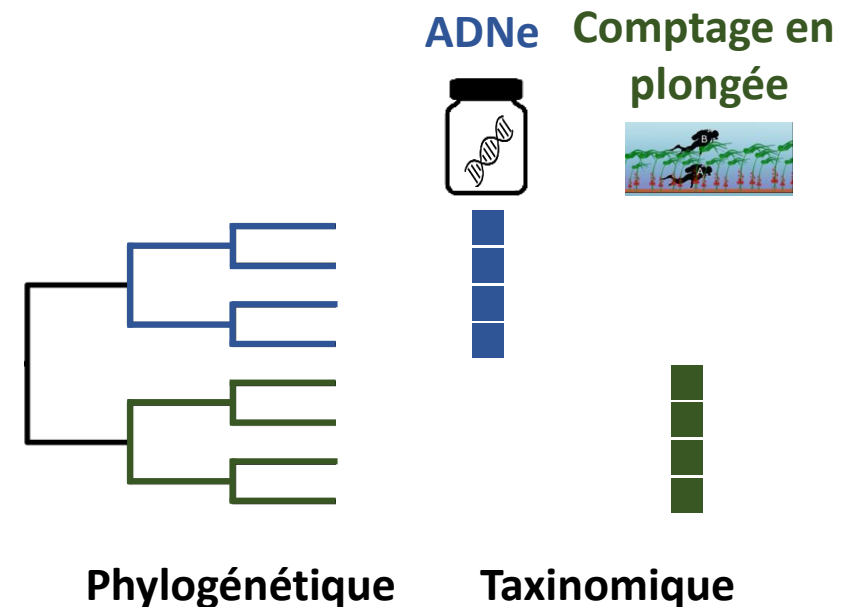 ADNe
Comptage en
plongée
B
A
Phylogénétique
Taxinomique